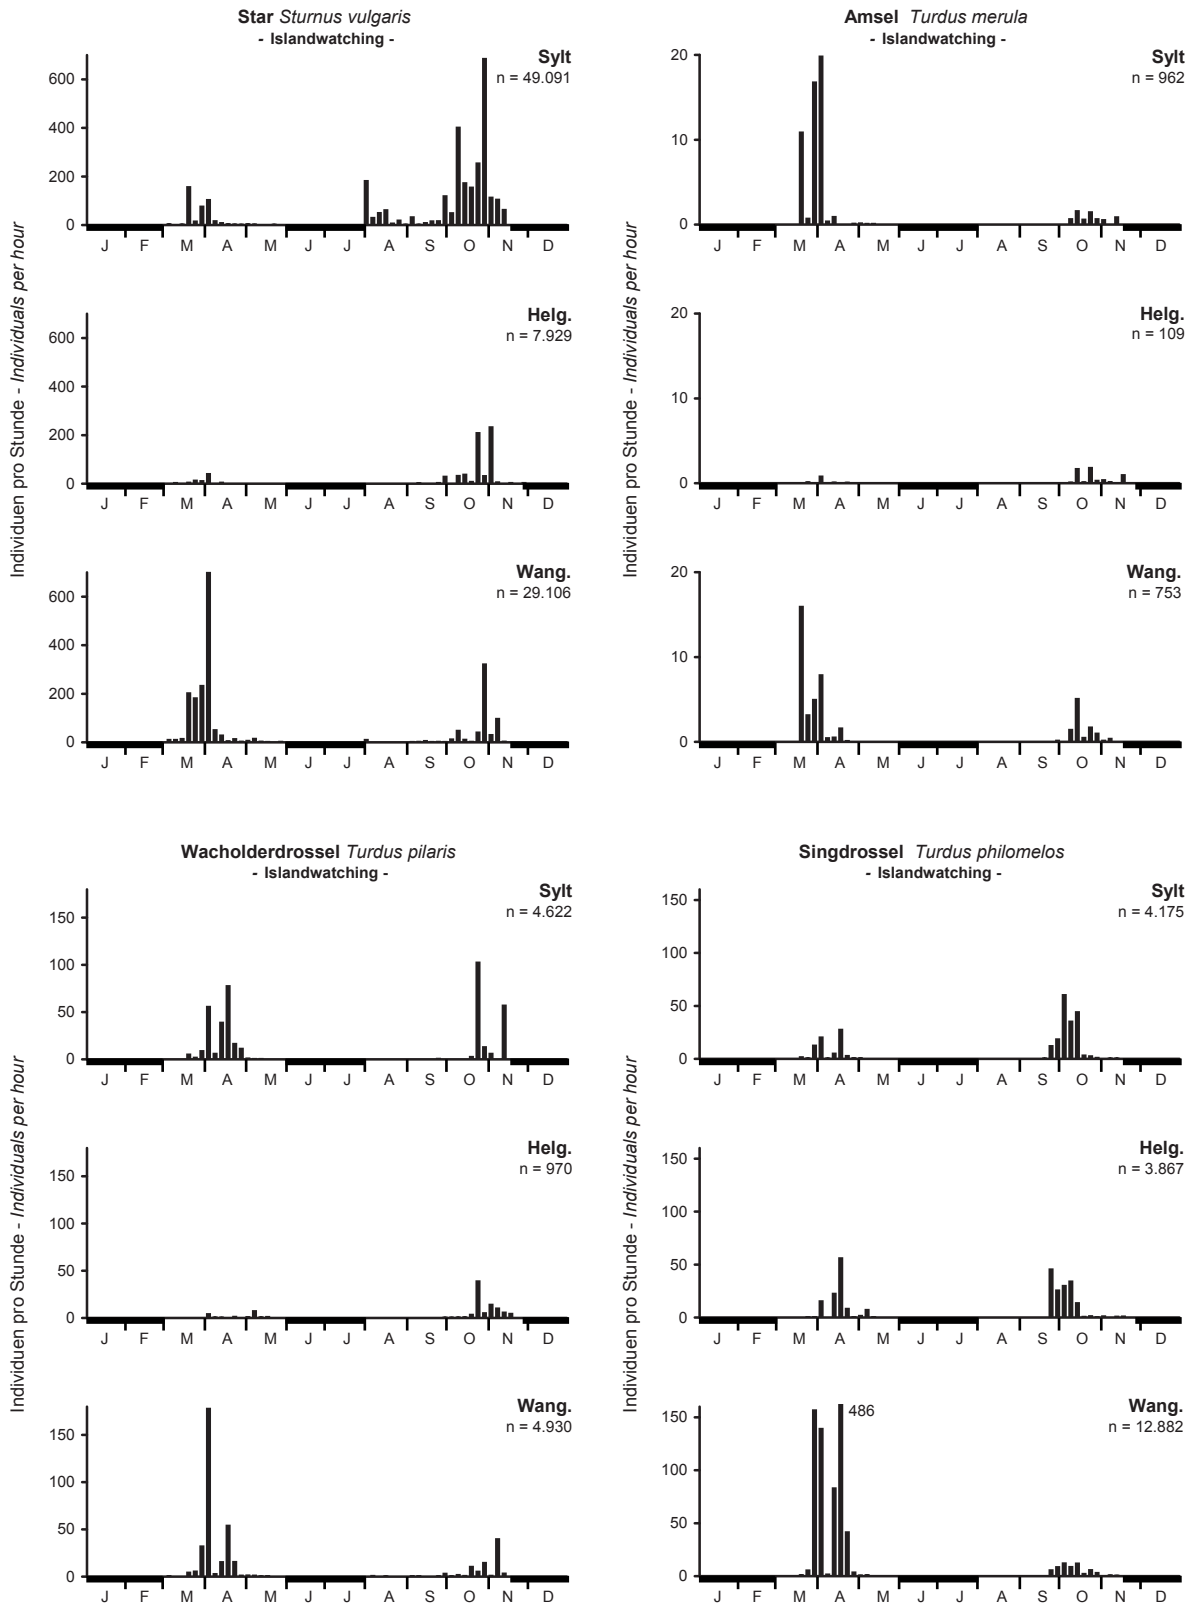 Star Sturnus vulgaris
- Islandwatching -
Sylt
n = 49.091
600
400
200
0
J F M A M J J A S O N D
Helg.
n = 7.929
600
400
200
0
J F M A M J J A S O N D
Wang.
n = 29.106
600
400
200
0
J F M A M J J A S O N D
Individuen pro Stunde - Individuals per hour
Amsel Turdus merula
- Islandwatching -
Sylt
n = 962
20
10
0
J F M A M J J A S O N D
Helg.
n = 109
20
10
0
J F M A M J J A S O N D
Wang.
n = 753
20
10
0
J F M A M J J A S O N D
Individuen pro Stunde - Individuals per hour
Wacholderdrossel Turdus pilaris
- Islandwatching -
Sylt
n = 4.622
150
100
50
0
J F M A M J J A S O N D
Helg.
n = 970
150
100
50
0
J F M A M J J A S O N D
Wang.
n = 4.930
150
100
50
0
J F M A M J J A S O N D
Individuen pro Stunde - Individuals per hour
Singdrossel Turdus philomelos
- Islandwatching -
Sylt
n = 4.175
150
100
50
0
J F M A M J J A S O N D
Helg.
n = 3.867
150
100
50
0
J F M A M J J A S O N D
Wang.
n = 12.882
486
150
100
50
0
J F M A M J J A S O N D
Individuen pro Stunde - Individuals per hour